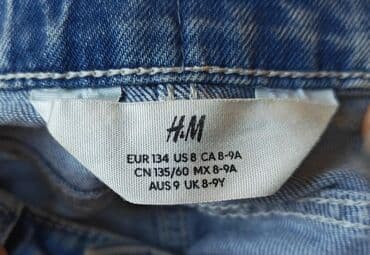 H&M
EUR 134 US 8 CA 8-9A
CN 135/60 MX 8-9A
AUS 9 UK 8-9Y